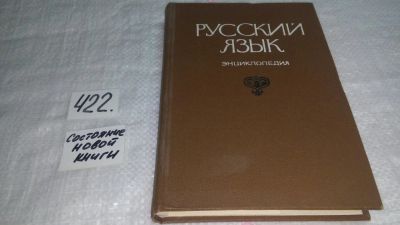 422.
Состояние
новой
книги
РУССКИЙ
ЯЗЫК
ЭНЦИКЛОПЕДИЯ